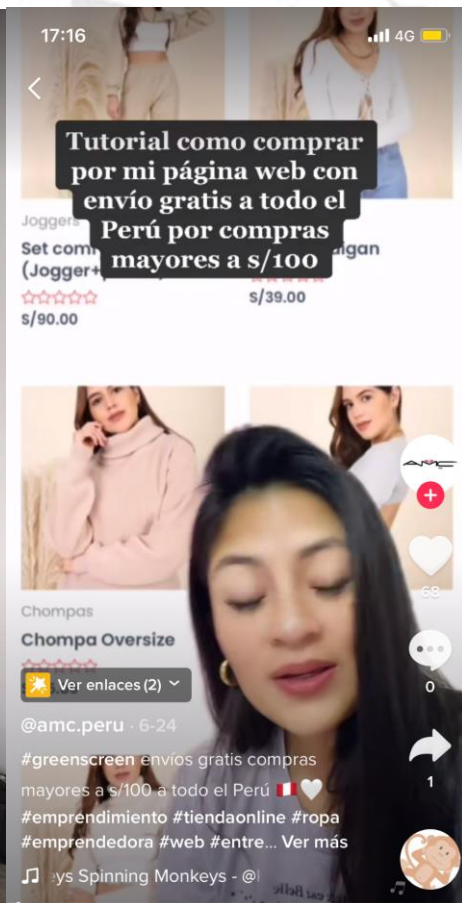 17:16
4G
Tutorial como comprar
por mi página web con
envío gratis a todo el
Perú por compras
mayores a s/100
Joggers
Set
(Jogger+
s/90.00
s/39.00
Chompas
Chompa Oversize
68
Ver enlaces (2)
0
@amc.peru · 6-24
#greenscreen envíos gratis compras
mayores a s/100 a todo el Perú
1
#emprendimiento #tiendaonline #ropa
#emprendedora #web #entre... Ver más
Spinning Monkeys - @